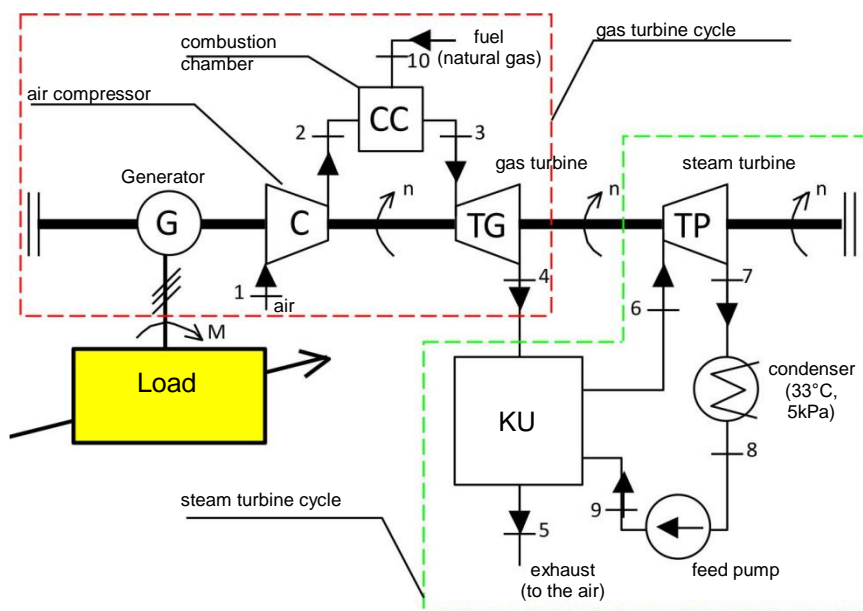 combustion
chamber
fuel
(natural gas)
10
gas turbine cycle
air compressor
CC
2
3
gas turbine
steam turbine
Generator
n
n
n
G
C
TG
TP
1
air
4
7
6
M
Load
KU
condenser
(33°C,
5kPa)
8
steam turbine cycle
9
5
exhaust
(to the air)
feed pump